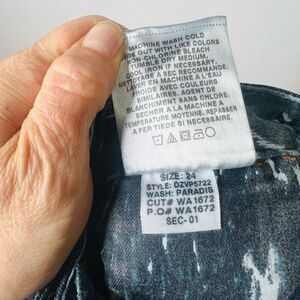 MACHINE WASH COLD
INSIDE OUT WITH LIKE COLORS
NON-CHLORINE BLEACH
TUMBLE DRY MEDIUM.
COOL IRON IF NECESSARY.
NETTOYAGE A SEC RECOMMANDE.
LAVER EN MACHINE A L'EAU
FROIDE AVEC COULEURS
SIMILAIRES. AGENT DE
BLANCHIMENT SANS CHLORE.
SECHER A LA MACHINE A
TEMPERATURE MOYENNE. REPASSER
A FER TIEDE SI NECESSAIRE.
SIZE: 24
STYLE: DZVP5722
WASH: PARADIS
CUT# WA1672
P.O# WA1672
SEC- 01